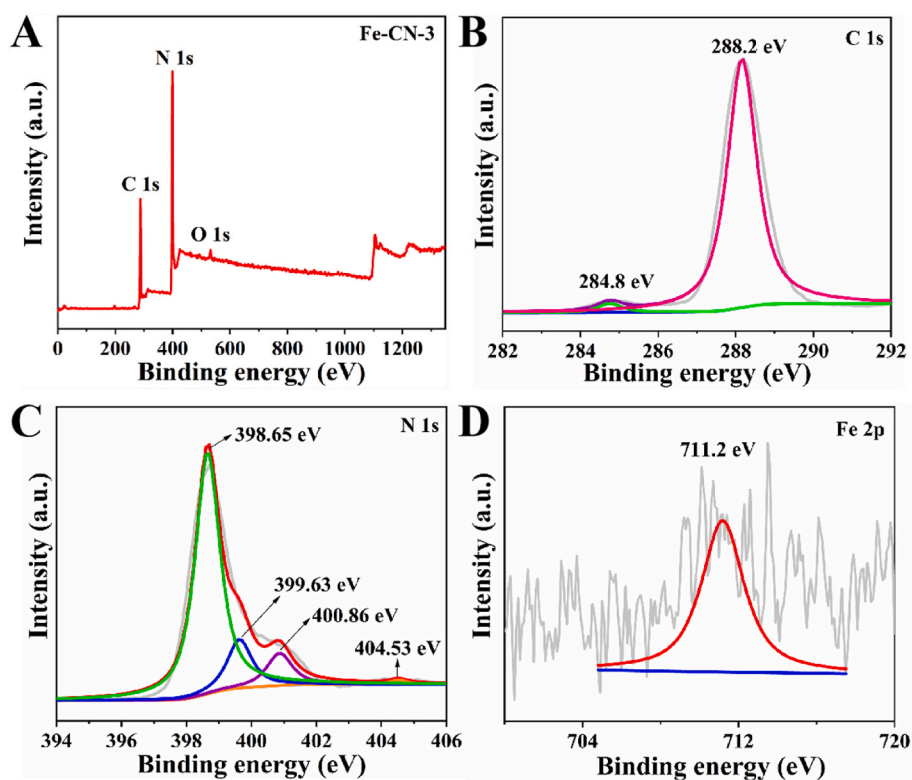 A
Fe-CN-3
N 1s
C 1s
O 1s
Intensity (a.u.)
0 200 400 600 800 1000 1200
Binding energy (eV)
B
C 1s
288.2 eV
284.8 eV
Intensity (a.u.)
282 284 286 288 290 292
Binding energy (eV)
C
N 1s
398.65 eV
399.63 eV
400.86 eV
404.53 eV
Intensity (a.u.)
394 396 398 400 402 404 406
Binding energy (eV)
D
Fe 2p
711.2 eV
Intensity (a.u.)
704 712 720
Binding energy (eV)